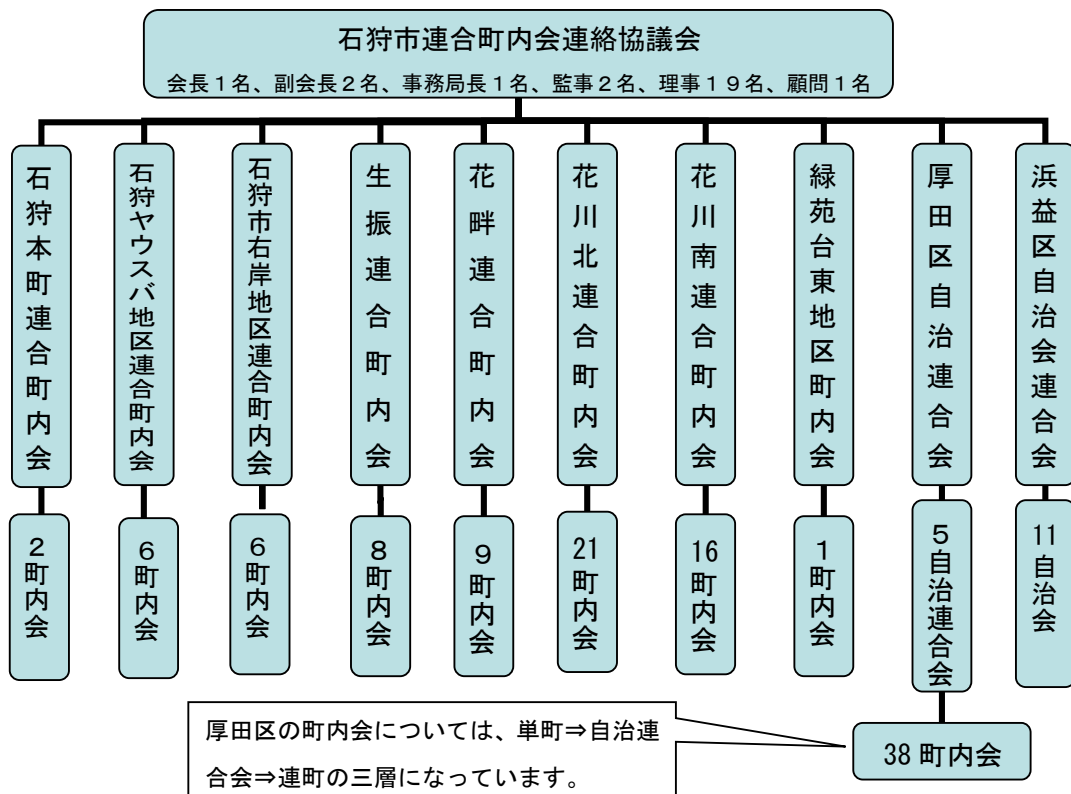 石狩市連合町内会連絡協議会
会長１名、副会長２名、事務局長１名、監事２名、理事１９名、顧問１名
石狩本町連合町内会
石狩ヤウスバ地区連合町内会
石狩市右岸地区連合町内会
生振連合町内会
花畔連合町内会
花川北連合町内会
花川南連合町内会
緑苑台東地区町内会
厚田区自治連合会
浜益区自治会連合会
２町内会
６町内会
６町内会
８町内会
９町内会
21町内会
16町内会
１町内会
５自治連合会
11自治会
厚田区の町内会については、単町⇒自治連
合会⇒連町の三層になっています。
38 町内会